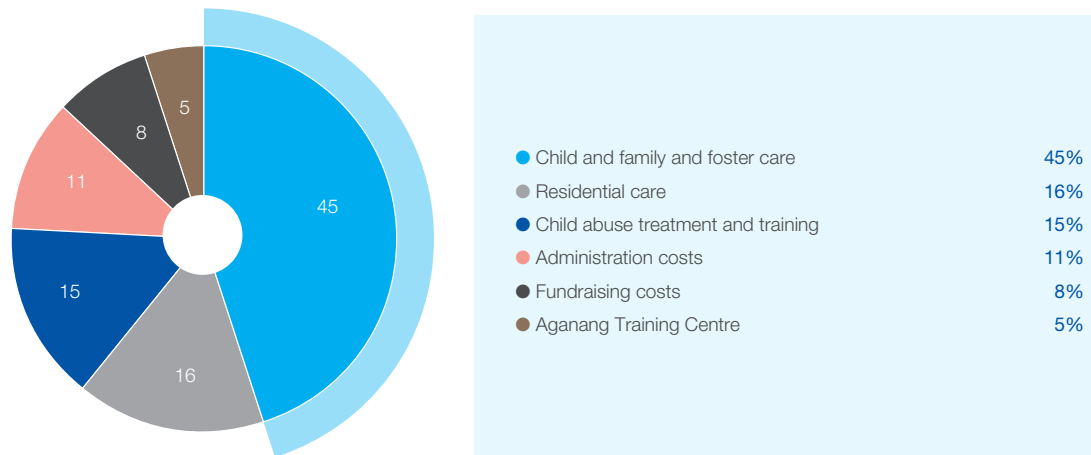 5
8
11
45
15
16
Child and family and foster care 45%
Residential care 16%
Child abuse treatment and training 15%
Administration costs 11%
Fundraising costs 8%
Aganang Training Centre 5%